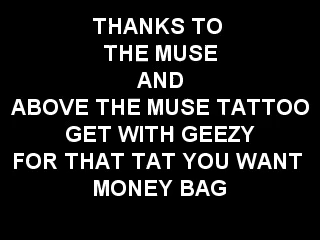 THANKS TO
THE MUSE
AND
ABOVE THE MUSE TATTOO
GET WITH GEEZY
FOR THAT TAT YOU WANT
MONEY BAG